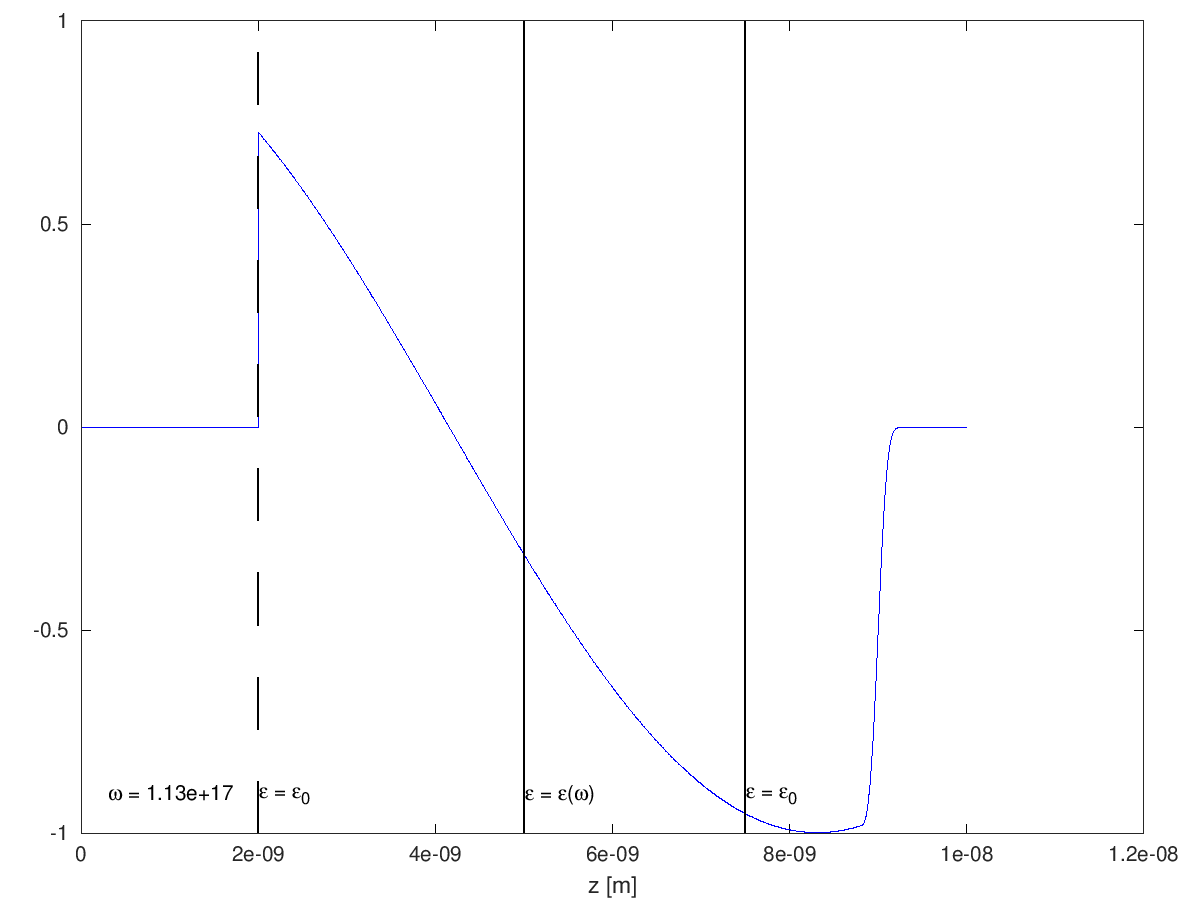 1
0.5
0
-0.5
-1
ω = 1.13e+17
ε = ε0
ε = ε(ω)
ε = ε0
0
2e-09
4e-09
6e-09
8e-09
1e-08
1.2e-08
z [m]